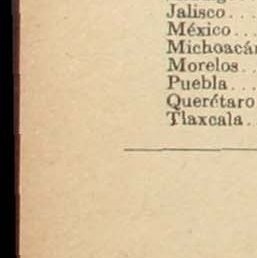 Jalisco...
México...
Michoacán
Morelos..
Puebla...
Querétaro
Tlaxcala.